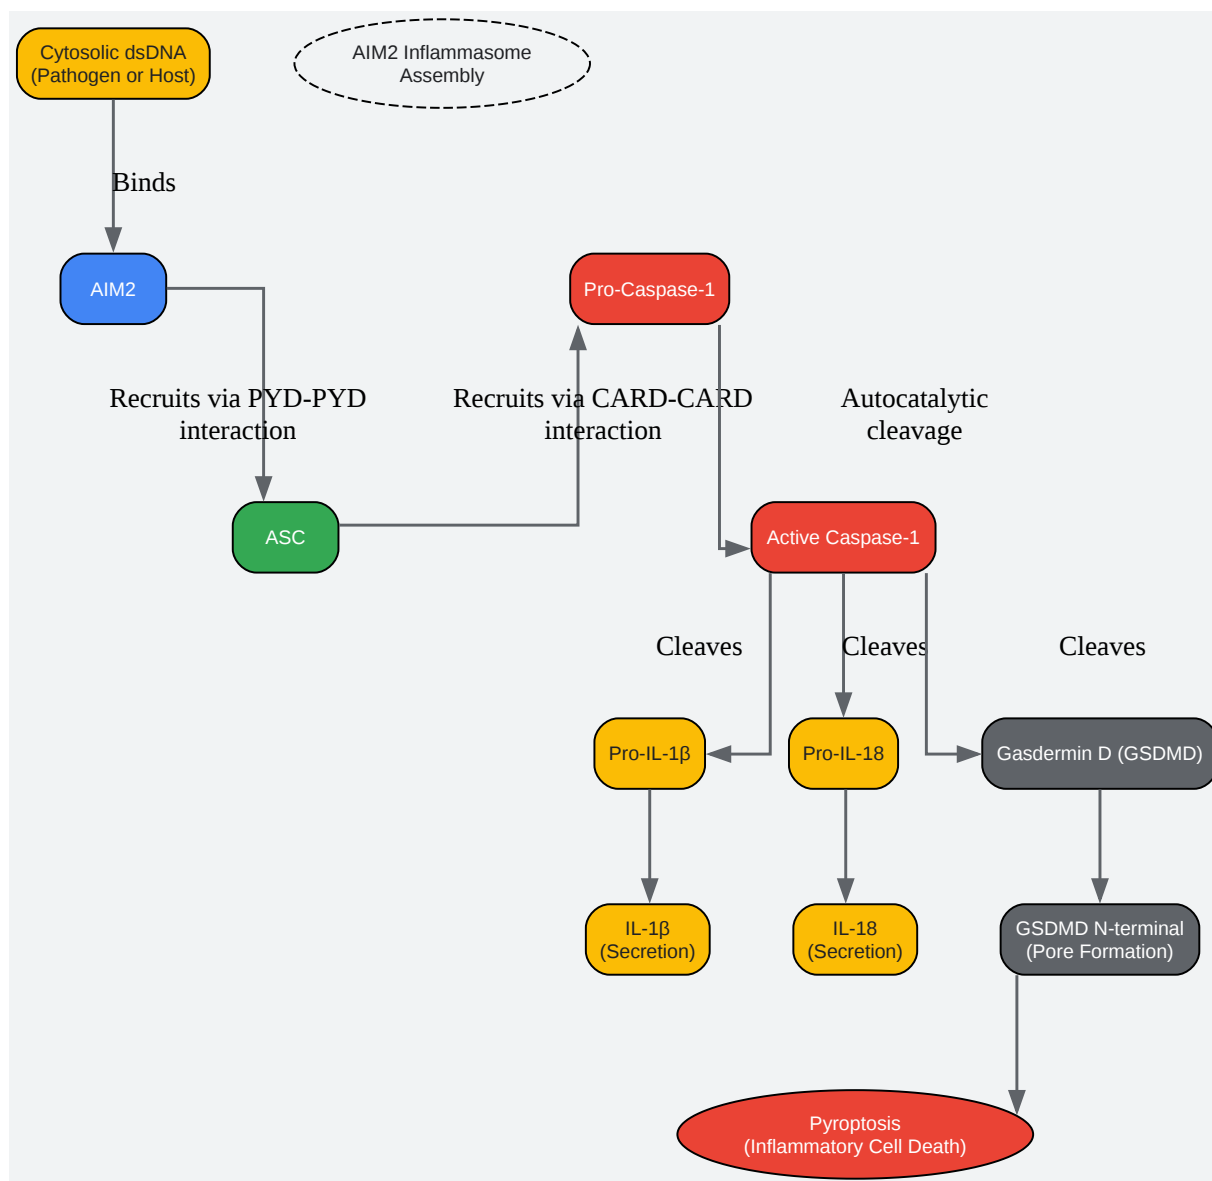 Cytosolic dsDNA
(Pathogen or Host)
AIM2 Inflammasome
Assembly
Binds
AIM2
Pro-Caspase-1
Recruits via PYD-PYD
interaction
Recruits via CARD-CARD
interaction
Autocatalytic
cleavage
ASC
Active Caspase-1
Cleaves
Cleaves
Cleaves
Pro-IL-1β
Pro-IL-18
Gasdermin D (GSDMD)
IL-1β
(Secretion)
IL-18
(Secretion)
GSDMD N-terminal
(Pore Formation)
Pyroptosis
(Inflammatory Cell Death)